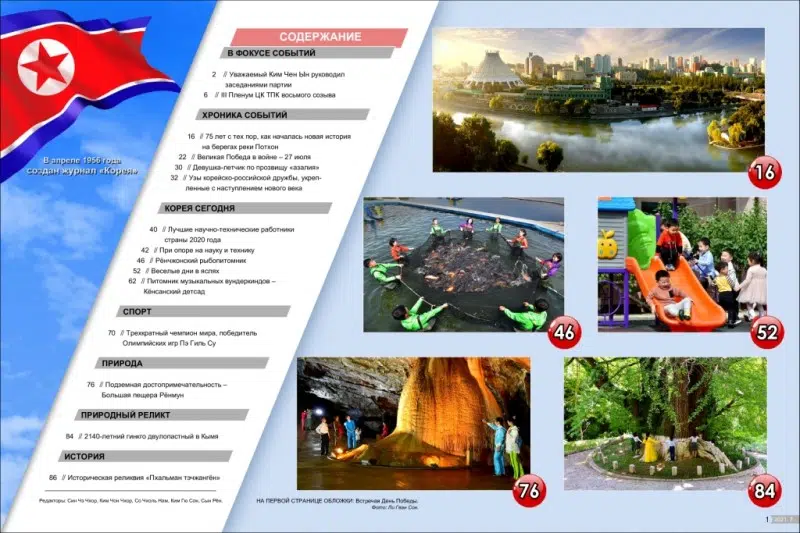 В апреле 1956 года
создан журнал «Корея»
СОДЕРЖАНИЕ
В ФОКУСЕ СОБЫТИЙ
2 // Уважаемый Ким Чен Ын руководил
заседаниями партии
6 // III Пленум ЦК ТПК восьмого созыва
ХРОНИКА СОБЫТИЙ
16 // 75 лет с тех пор, как началась новая история
на берегах реки Потхон
22 // Великая Победа в войне – 27 июля
30 // Девушка-летчик по прозвищу «азалия»
32 // Узы корейско-российской дружбы, укреп-
ленные с наступлением нового века
КОРЕЯ СЕГОДНЯ
40 // Лучшие научно-технические работники
страны 2020 года
42 // При опоре на науку и технику
46 // Рёнчжонский рыбопитомник
52 // Веселые дни в яслях
62 // Питомник музыкальных вундеркиндов –
Кёнсанский детсад
СПОРТ
70 // Трехкратный чемпион мира, победитель
Олимпийских игр Пэ Гиль Су
ПРИРОДА
76 // Подземная достопримечательность –
Большая пещера Рёнмун
ПРИРОДНЫЙ РЕЛИКТ
84 // 2140-летний гинкго двулопастный в Кымя
ИСТОРИЯ
86 // Историческая реликвия «Пхальман тэчжангён»
Редакторы: Син Чо Чхор, Ким Чон Чхор, Со Чхоль Нам, Ким Гю Сок, Сын Рён.
НА ПЕРВОЙ СТРАНИЦЕ ОБЛОЖКИ: Встречая День Победы.
Фото: Ли Гван Сок
16
46
52
76
84
1